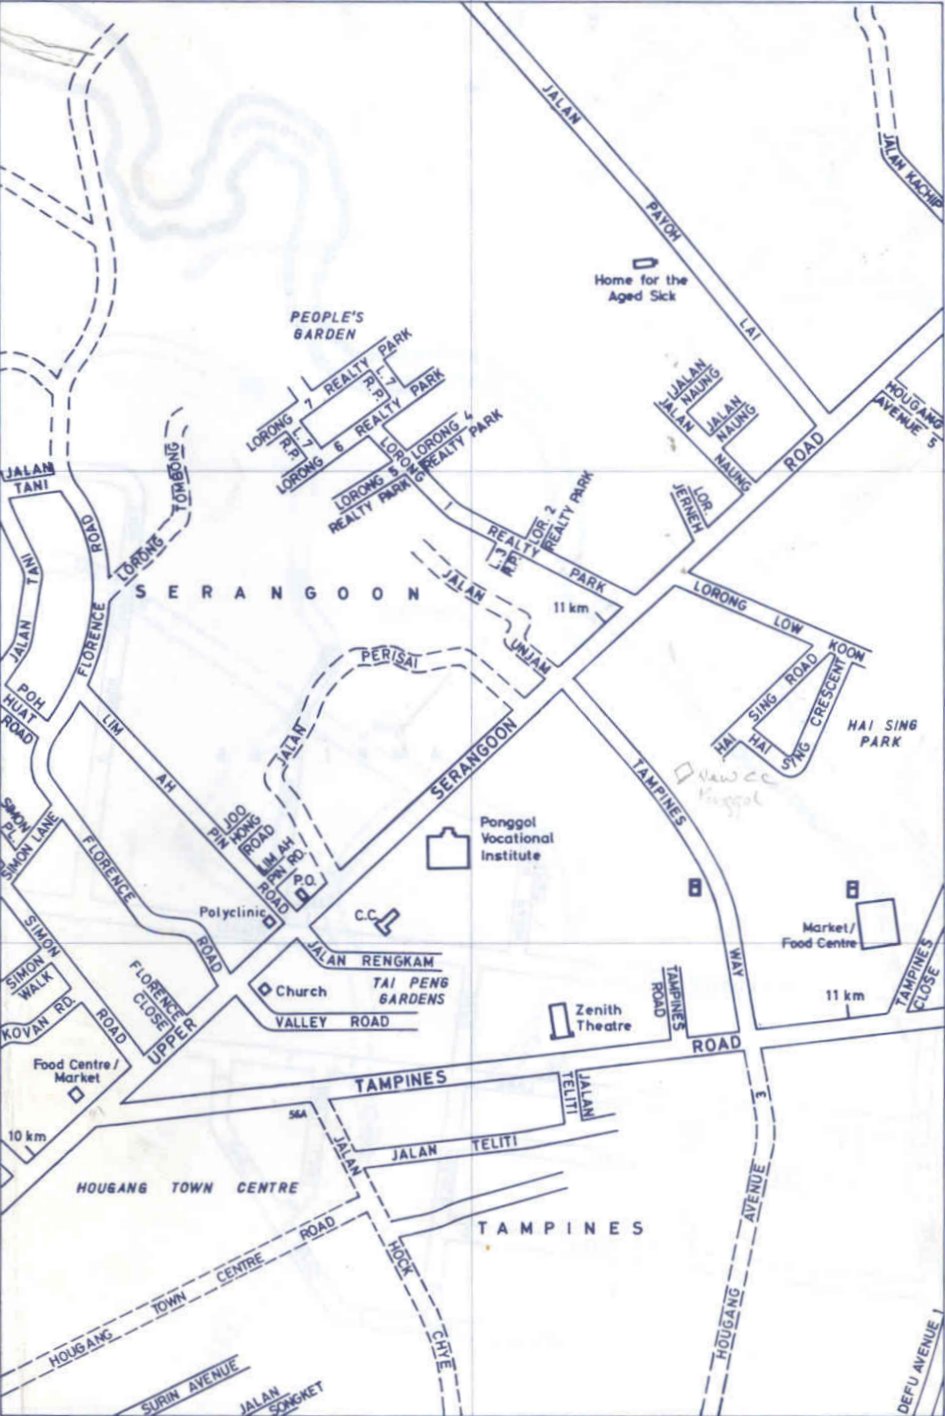 JALAN
PAYOH
LAI
JALAN KACHIP
Home for the
Aged Sick
PEOPLE'S
GARDEN
LORONG 7 REALTY PARK
L. 7
R.P.
L. 7
R.P.
LORONG 6 REALTY PARK
LORONG 4
REALTY PARK
LORONG 5
REALTY PARK
LORONG 1 REALTY PARK
LOR. 2
REALTY PARK
L. 3
R.P.
JALAN
NAUNG
JALAN
NAUNG
JALAN NAUNG
LOR.
JERNEH
HOUGANG
AVENUE 5
ROAD
JALAN
TANI
JALAN TANI
LORONG TOMBONG
FLORENCE ROAD
SERANGOON
JALAN UNJAM
11 km
LORONG LOW KOON
HAI SING ROAD
HAI SING CRESCENT
HAI SING
PARK
New CC
Ponggol
POH
HUAT
ROAD
LIM AH PIN ROAD
JALAN PERISAI
SERANGOON
TAMPINES WAY
JOO
HONG
ROAD
LIM AH
PIN RD.
P.O.
Polyclinic
C.C.
Ponggol
Vocational
Institute
SIMON
PL
SIMON LANE
FLORENCE ROAD
SIMON ROAD
SIMON
WALK
KOVAN RD.
FLORENCE
CLOSE
UPPER
JALAN RENGKAM
TAI PENG
GARDENS
Church
VALLEY ROAD
Market/
Food Centre
TAMPINES
CLOSE
11 km
TAMPINES
ROAD
Zenith
Theatre
Food Centre/
Market
10 km
TAMPINES ROAD
56A
JALAN
TELITI
JALAN TELITI
JALAN HOCK CHYE
HOUGANG TOWN CENTRE
TAMPINES
HOUGANG AVENUE 3
HOUGANG TOWN CENTRE ROAD
SURIN AVENUE
JALAN
SONGKET
DEFU AVENUE 1